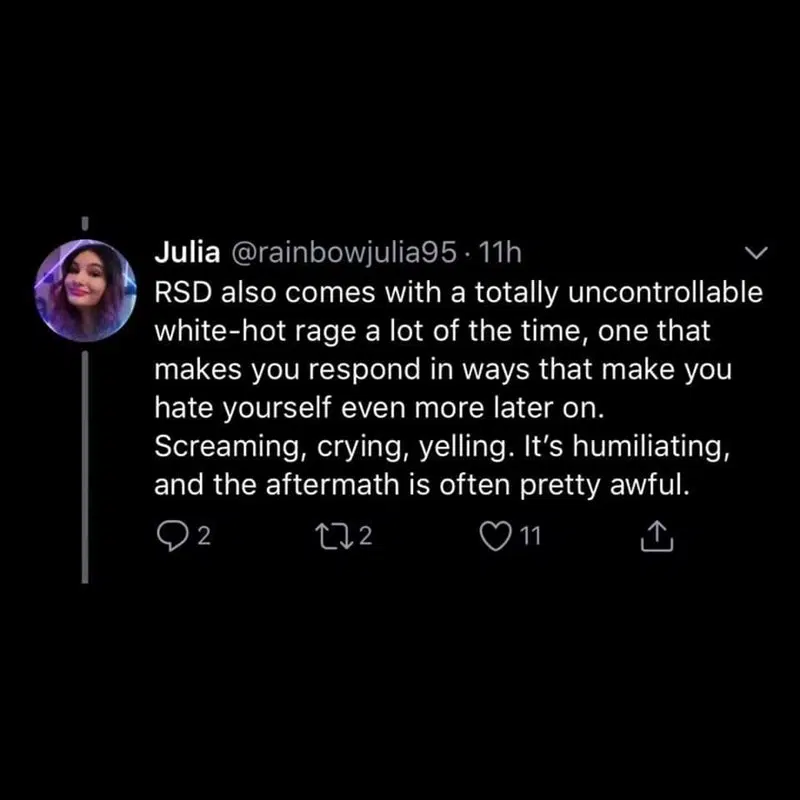 Julia @rainbowjulia95 · 11h
RSD also comes with a totally uncontrollable
white-hot rage a lot of the time, one that
makes you respond in ways that make you
hate yourself even more later on.
Screaming, crying, yelling. It’s humiliating,
and the aftermath is often pretty awful.
2 2 11